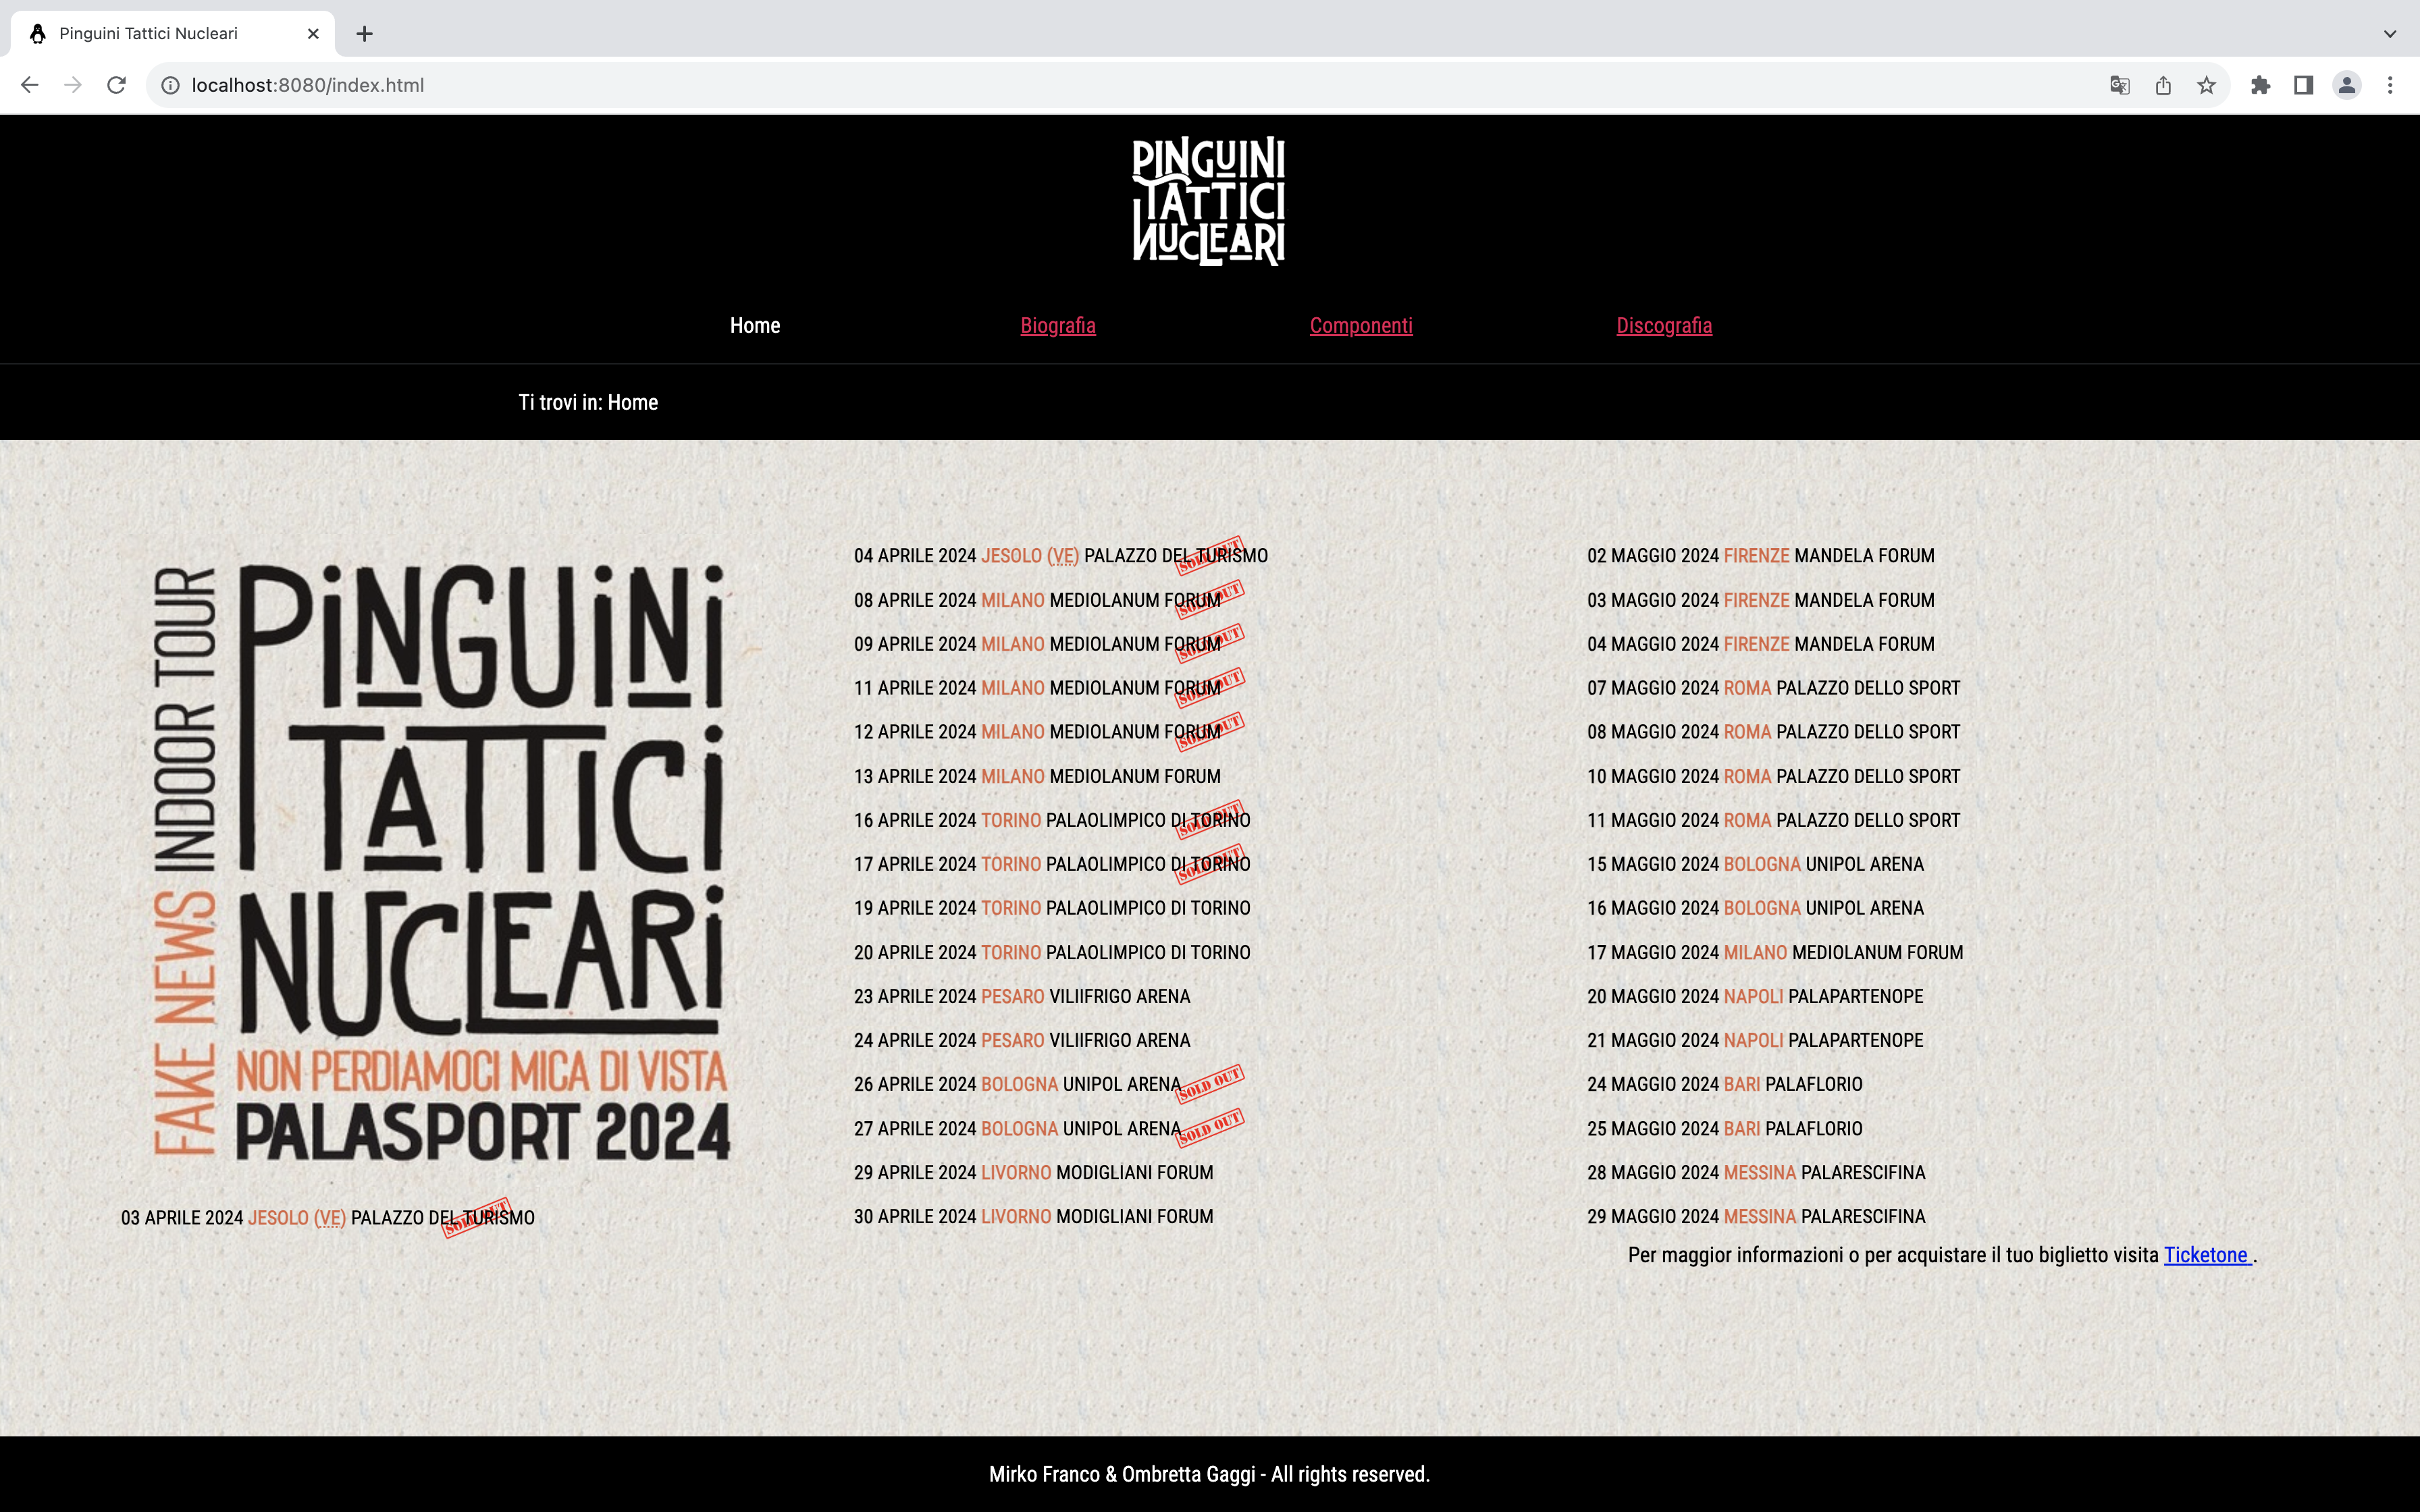 Pinguini Tattici Nucleari
localhost:8080/index.html
PINGUINI
TATTICI
NUCLEARI
Home
Biografia
Componenti
Discografia
Ti trovi in: Home
FAKE NEWS INDOOR TOUR
PiNGUiNi
TATTiCi
NUCLEARi
NON PERDIAMOCI MICA DI VISTA
PALASPORT 2024
03 APRILE 2024 JESOLO (VE) PALAZZO DEL TURISMO SOLD OUT
04 APRILE 2024 JESOLO (VE) PALAZZO DEL TURISMO SOLD OUT
08 APRILE 2024 MILANO MEDIOLANUM FORUM SOLD OUT
09 APRILE 2024 MILANO MEDIOLANUM FORUM SOLD OUT
11 APRILE 2024 MILANO MEDIOLANUM FORUM SOLD OUT
12 APRILE 2024 MILANO MEDIOLANUM FORUM SOLD OUT
13 APRILE 2024 MILANO MEDIOLANUM FORUM
16 APRILE 2024 TORINO PALAOLIMPICO DI TORINO SOLD OUT
17 APRILE 2024 TORINO PALAOLIMPICO DI TORINO SOLD OUT
19 APRILE 2024 TORINO PALAOLIMPICO DI TORINO
20 APRILE 2024 TORINO PALAOLIMPICO DI TORINO
23 APRILE 2024 PESARO VILIIFRIGO ARENA
24 APRILE 2024 PESARO VILIIFRIGO ARENA
26 APRILE 2024 BOLOGNA UNIPOL ARENA SOLD OUT
27 APRILE 2024 BOLOGNA UNIPOL ARENA SOLD OUT
29 APRILE 2024 LIVORNO MODIGLIANI FORUM
30 APRILE 2024 LIVORNO MODIGLIANI FORUM
02 MAGGIO 2024 FIRENZE MANDELA FORUM
03 MAGGIO 2024 FIRENZE MANDELA FORUM
04 MAGGIO 2024 FIRENZE MANDELA FORUM
07 MAGGIO 2024 ROMA PALAZZO DELLO SPORT
08 MAGGIO 2024 ROMA PALAZZO DELLO SPORT
10 MAGGIO 2024 ROMA PALAZZO DELLO SPORT
11 MAGGIO 2024 ROMA PALAZZO DELLO SPORT
15 MAGGIO 2024 BOLOGNA UNIPOL ARENA
16 MAGGIO 2024 BOLOGNA UNIPOL ARENA
17 MAGGIO 2024 MILANO MEDIOLANUM FORUM
20 MAGGIO 2024 NAPOLI PALAPARTENOPE
21 MAGGIO 2024 NAPOLI PALAPARTENOPE
24 MAGGIO 2024 BARI PALAFLORIO
25 MAGGIO 2024 BARI PALAFLORIO
28 MAGGIO 2024 MESSINA PALARESCIFINA
29 MAGGIO 2024 MESSINA PALARESCIFINA
Per maggior informazioni o per acquistare il tuo biglietto visita Ticketone .
Mirko Franco & Ombretta Gaggi - All rights reserved.